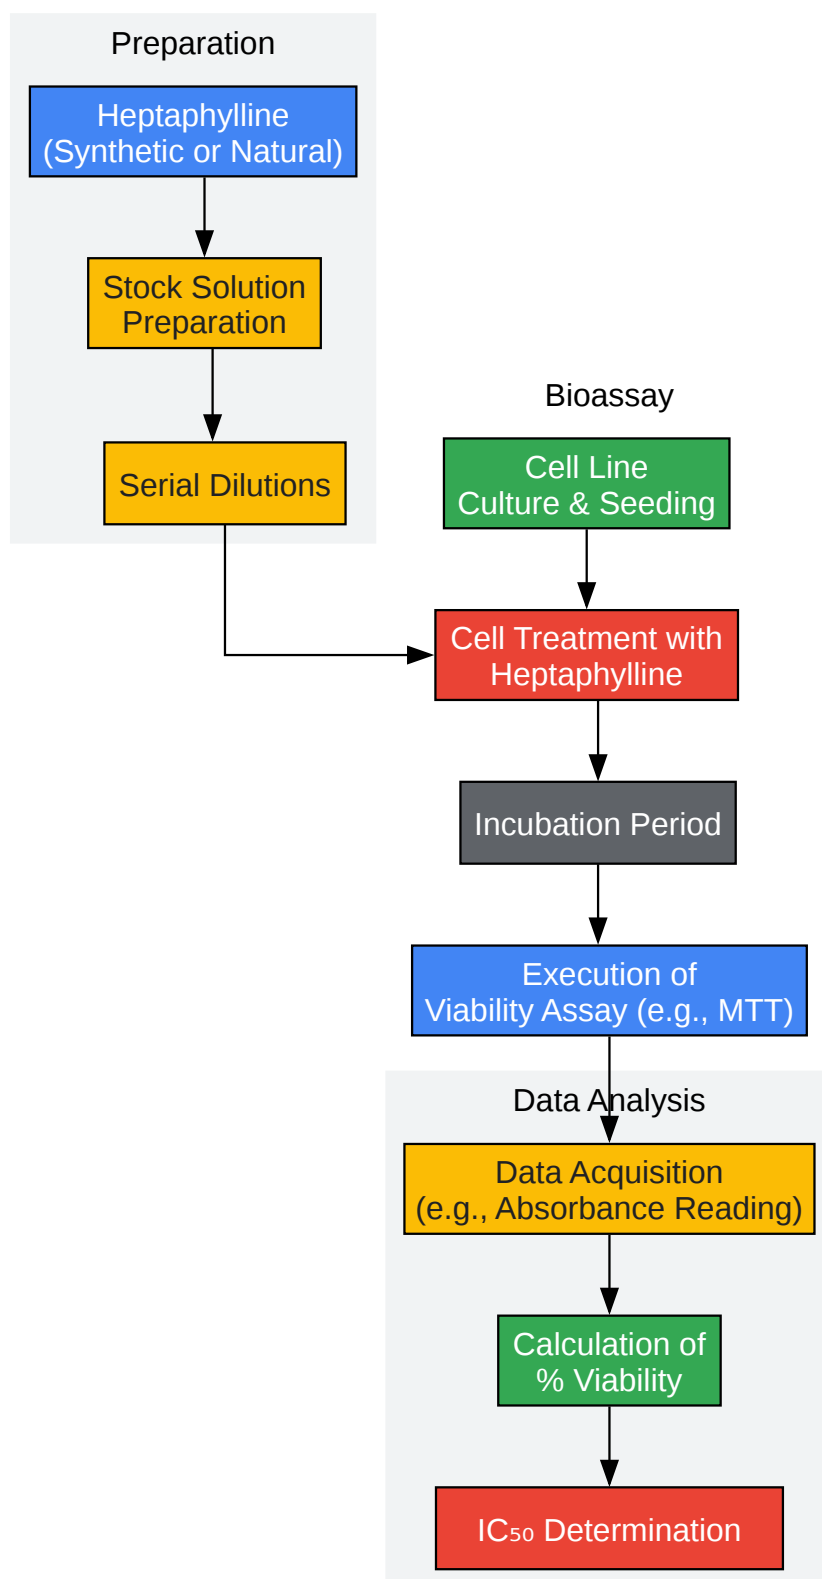 Preparation
Heptaphylline
(Synthetic or Natural)
Stock Solution
Preparation
Serial Dilutions
Bioassay
Cell Line
Culture & Seeding
Cell Treatment with
Heptaphylline
Incubation Period
Execution of
Viability Assay (e.g., MTT)
Data Analysis
Data Acquisition
(e.g., Absorbance Reading)
Calculation of
% Viability
IC₅₀ Determination